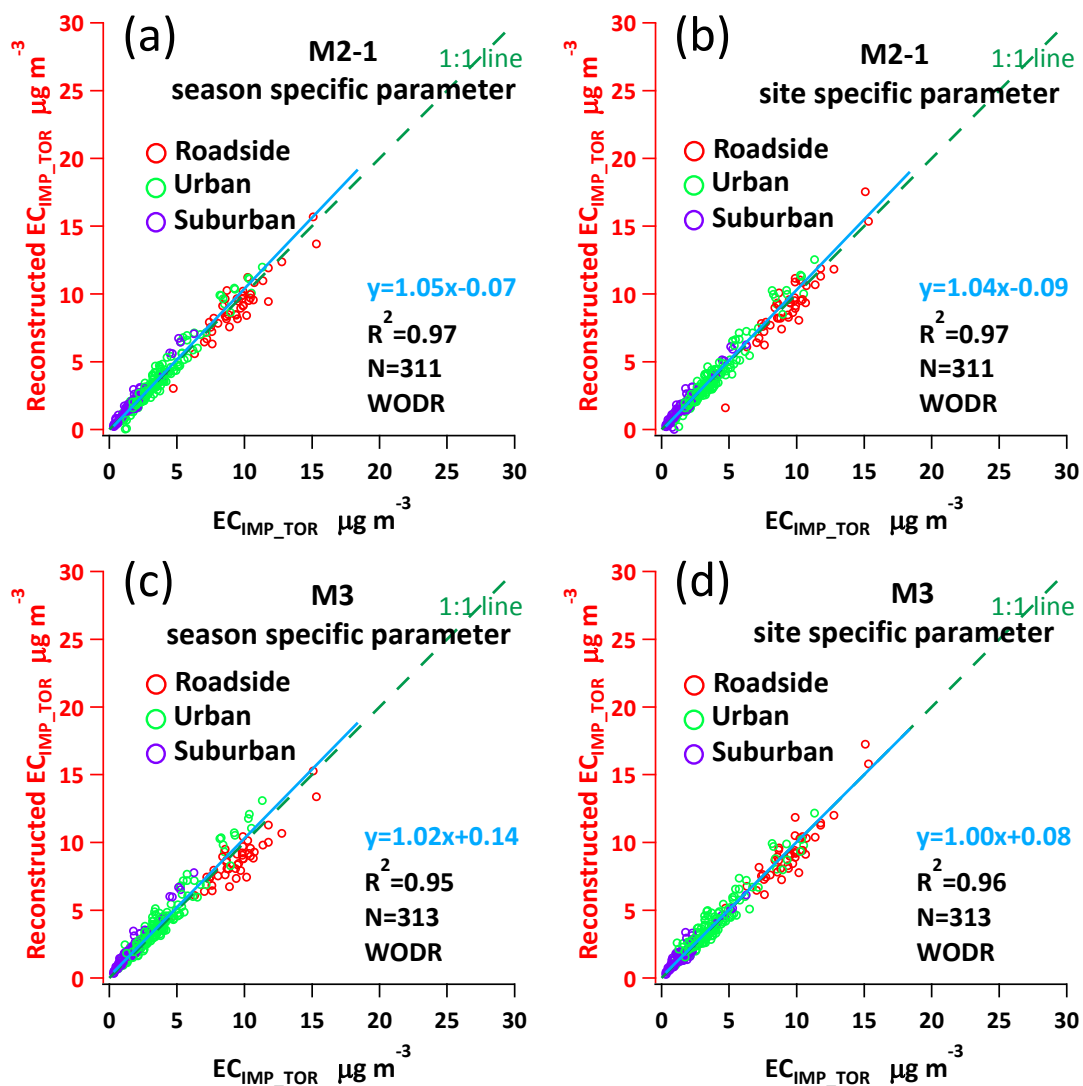 (a)
M2-1
season specific parameter
1:1 line
Roadside
Urban
Suburban
y=1.05x-0.07
R²=0.97
N=311
WODR
30
25
20
15
10
5
0
0 5 10 15 20 25 30
Reconstructed EC_IMP_TOR μg m⁻³
EC_IMP_TOR μg m⁻³
(b)
M2-1
site specific parameter
1:1 line
Roadside
Urban
Suburban
y=1.04x-0.09
R²=0.97
N=311
WODR
30
25
20
15
10
5
0
0 5 10 15 20 25 30
Reconstructed EC_IMP_TOR μg m⁻³
EC_IMP_TOR μg m⁻³
(c)
M3
season specific parameter
1:1 line
Roadside
Urban
Suburban
y=1.02x+0.14
R²=0.95
N=313
WODR
30
25
20
15
10
5
0
0 5 10 15 20 25 30
Reconstructed EC_IMP_TOR μg m⁻³
EC_IMP_TOR μg m⁻³
(d)
M3
site specific parameter
1:1 line
Roadside
Urban
Suburban
y=1.00x+0.08
R²=0.96
N=313
WODR
30
25
20
15
10
5
0
0 5 10 15 20 25 30
Reconstructed EC_IMP_TOR μg m⁻³
EC_IMP_TOR μg m⁻³